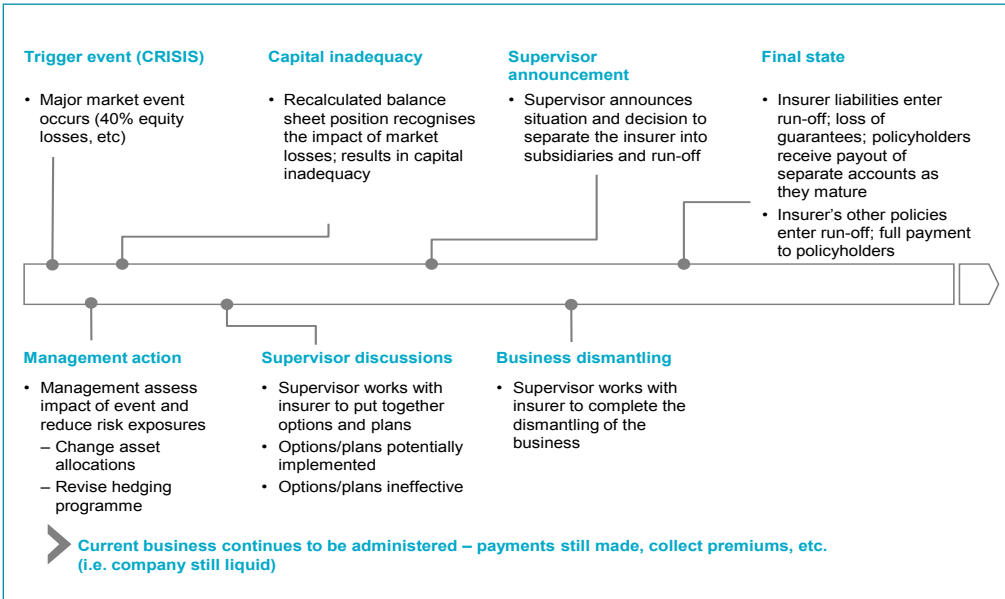 Trigger event (CRISIS)
• Major market event
occurs (40% equity
losses, etc)
Capital inadequacy
• Recalculated balance
sheet position recognises
the impact of market
losses; results in capital
inadequacy
Supervisor
announcement
• Supervisor announces
situation and decision to
separate the insurer into
subsidiaries and run-off
Final state
• Insurer liabilities enter
run-off; loss of
guarantees; policyholders
receive payout of
separate accounts as
they mature
• Insurer's other policies
enter run-off; full payment
to policyholders
Management action
• Management assess
impact of event and
reduce risk exposures
– Change asset
allocations
– Revise hedging
programme
Supervisor discussions
• Supervisor works with
insurer to put together
options and plans
• Options/plans potentially
implemented
• Options/plans ineffective
Business dismantling
• Supervisor works with
insurer to complete the
dismantling of the
business
Current business continues to be administered – payments still made, collect premiums, etc.
(i.e. company still liquid)